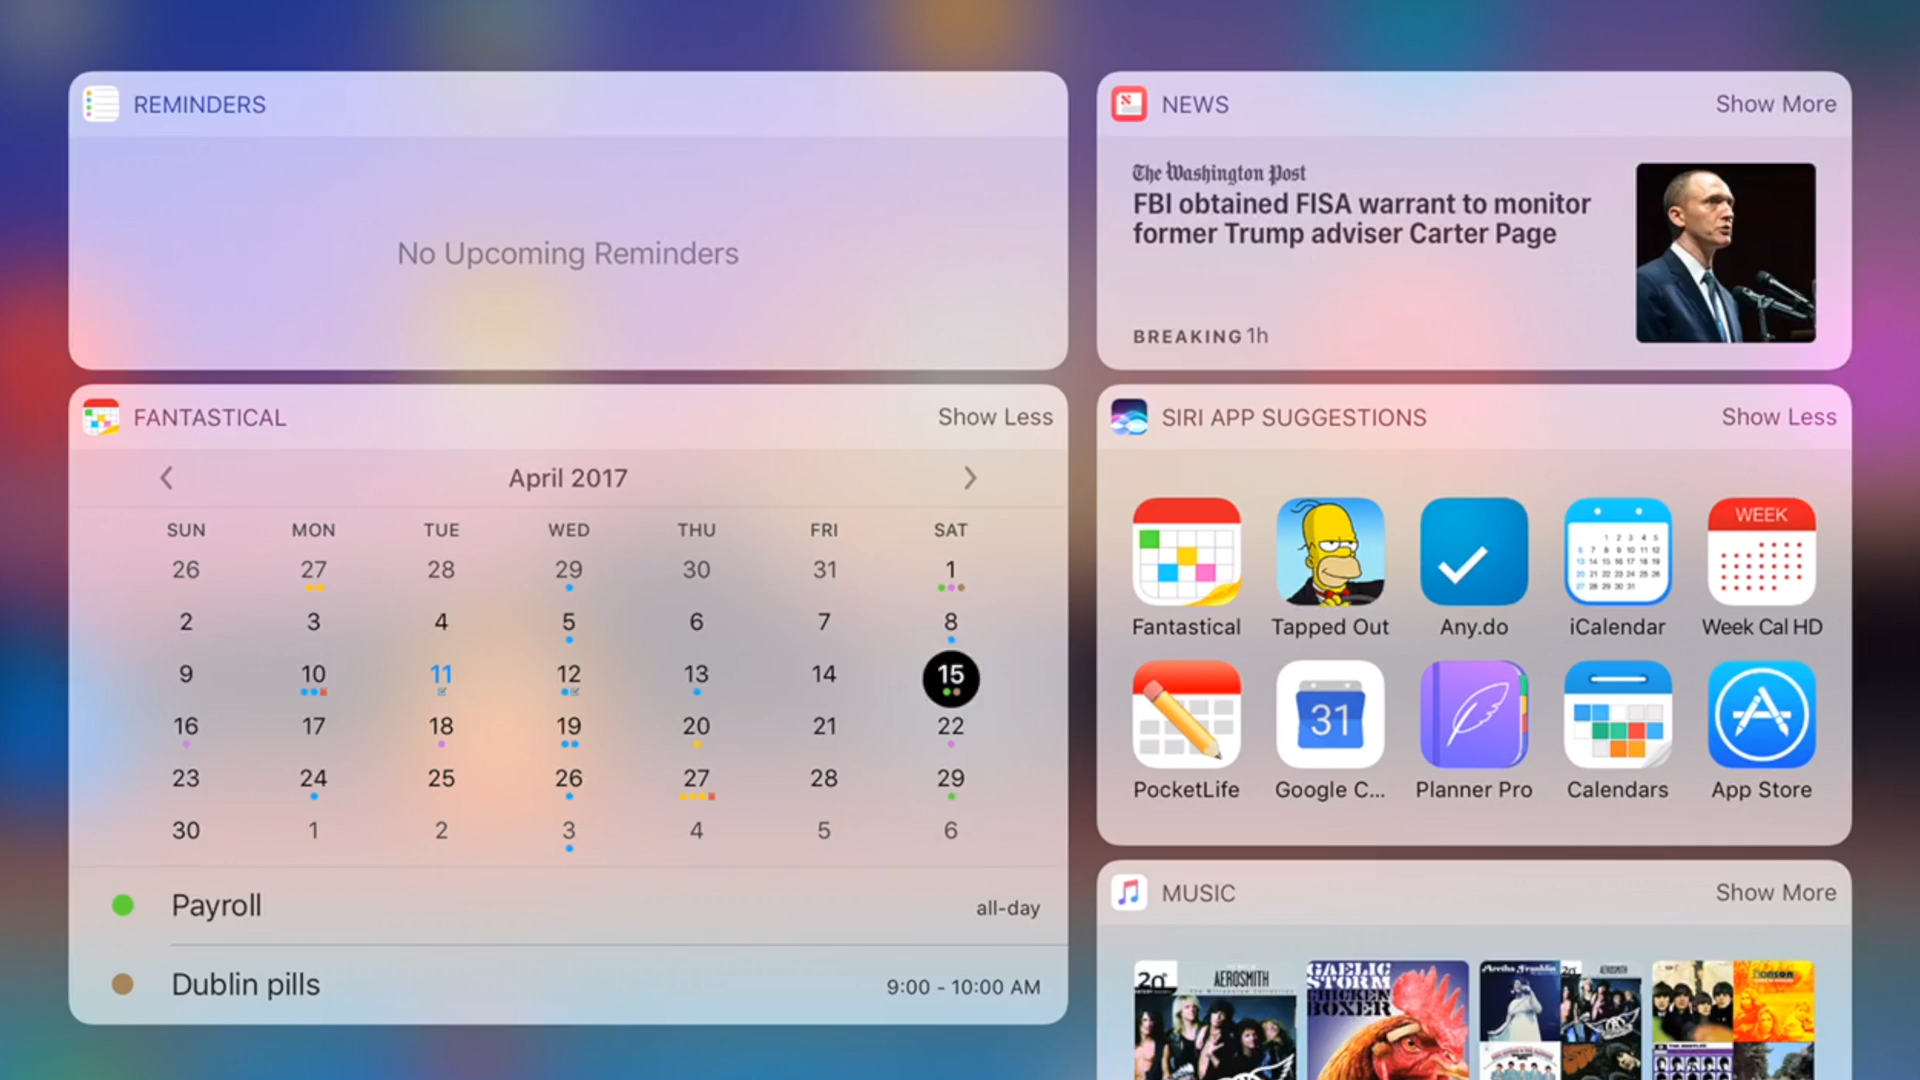 REMINDERS
No Upcoming Reminders
NEWS
Show More
The Washington Post
FBI obtained FISA warrant to monitor
former Trump adviser Carter Page
BREAKING 1h
FANTASTICAL
Show Less
April 2017
SUN MON TUE WED THU FRI SAT
26 27 28 29 30 31 1
2 3 4 5 6 7 8
9 10 11 12 13 14 15
16 17 18 19 20 21 22
23 24 25 26 27 28 29
30 1 2 3 4 5 6
Payroll
all-day
Dublin pills
9:00 - 10:00 AM
SIRI APP SUGGESTIONS
Show Less
WEEK
Fantastical Tapped Out Any.do iCalendar Week Cal HD
31
PocketLife Google C... Planner Pro Calendars App Store
MUSIC
Show More
20
AEROSMITH
GAELIC
STORM
CHICKEN
BOXER
Aretha Franklin
AEROSMITH
Hanson